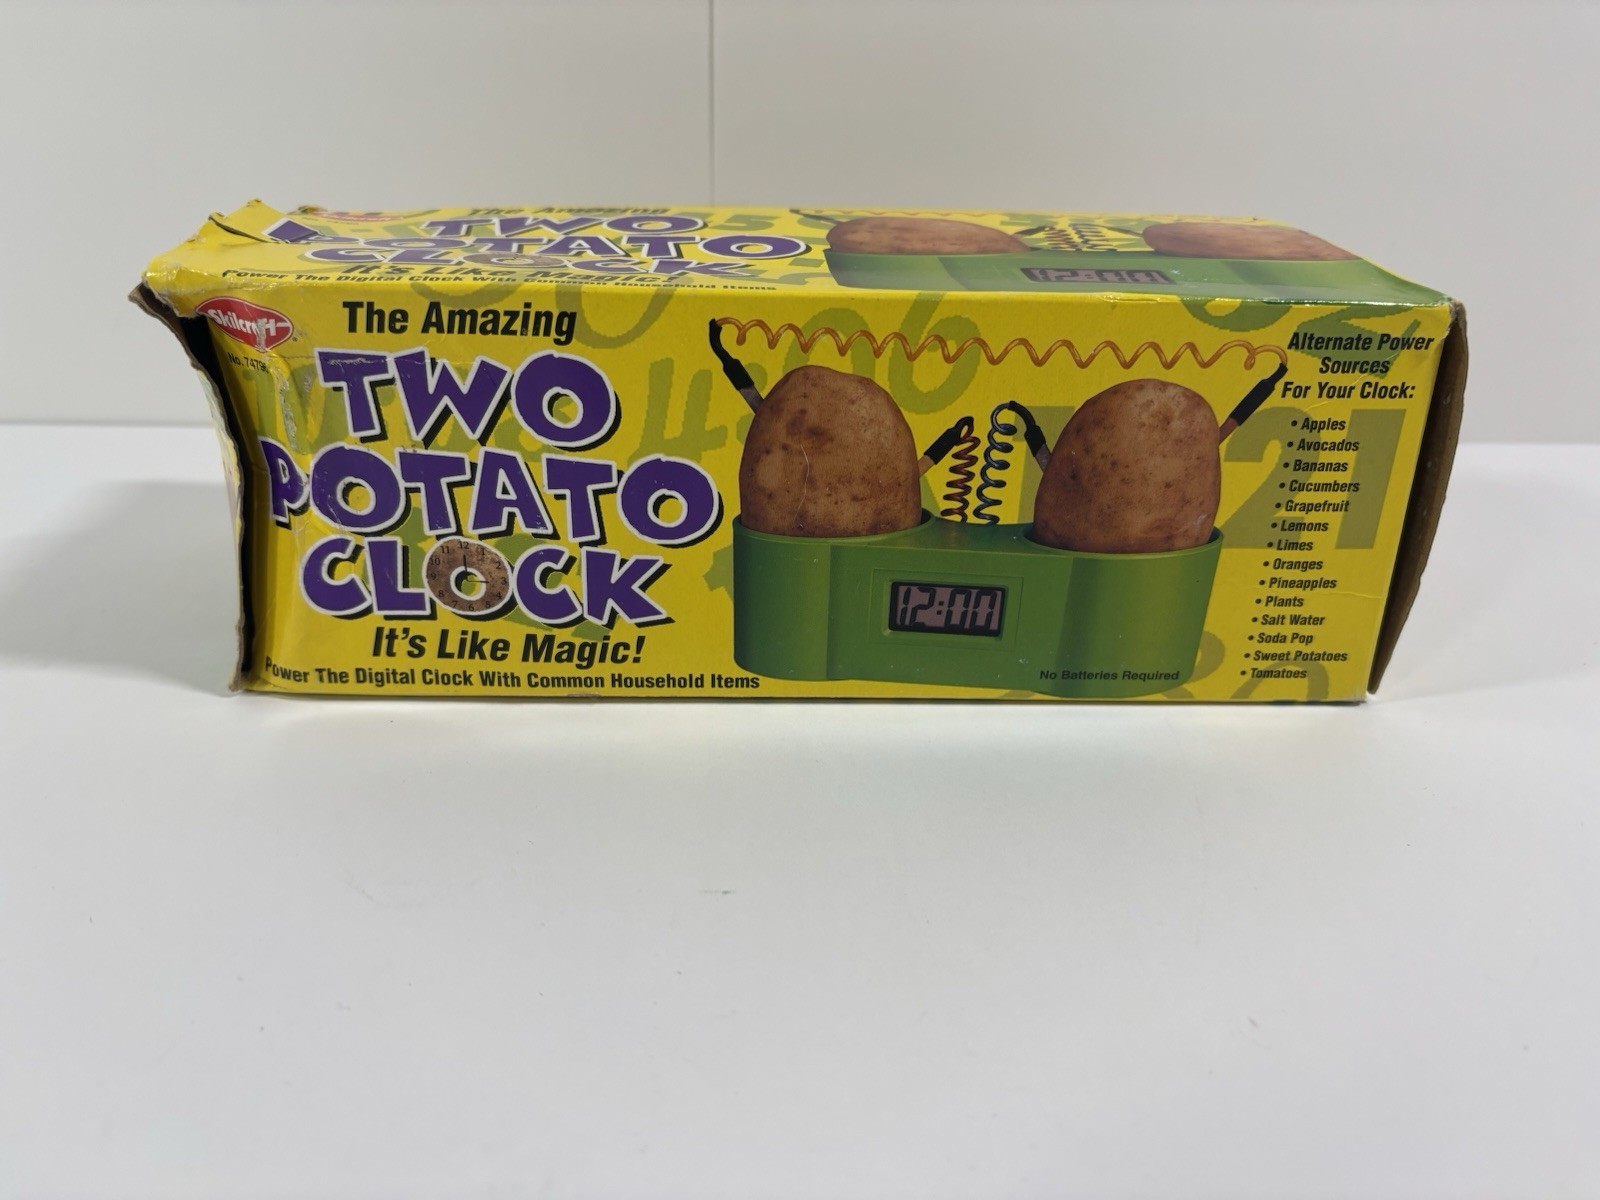 The Amazing
TWO
POTATO
CLOCK
It's Like Magic!
Power The Digital Clock With Common Household Items
12:00
Skilcraft
The Amazing
TWO
POTATO
CLOCK
It's Like Magic!
Power The Digital Clock With Common Household Items
12:00
No Batteries Required
Alternate Power
Sources
For Your Clock:
• Apples
• Avocados
• Bananas
• Cucumbers
• Grapefruit
• Lemons
• Limes
• Oranges
• Pineapples
• Plants
• Salt Water
• Soda Pop
• Sweet Potatoes
• Tomatoes